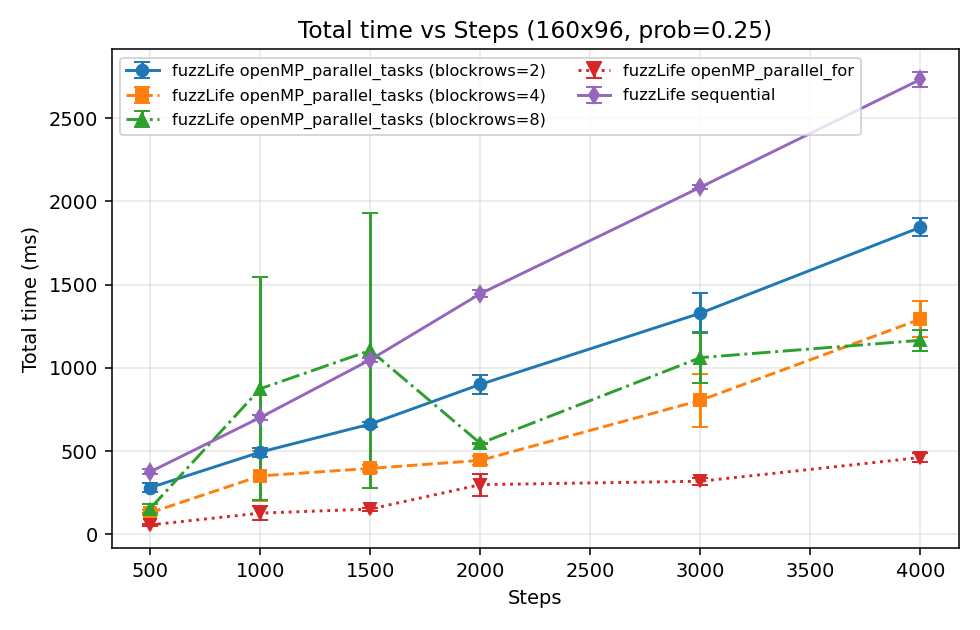 Total time vs Steps (160x96, prob=0.25)
fuzzLife openMP_parallel_tasks (blockrows=2)
fuzzLife openMP_parallel_tasks (blockrows=4)
fuzzLife openMP_parallel_tasks (blockrows=8)
fuzzLife openMP_parallel_for
fuzzLife sequential
Total time (ms)
2500
2000
1500
1000
500
0
500 1000 1500 2000 2500 3000 3500 4000
Steps